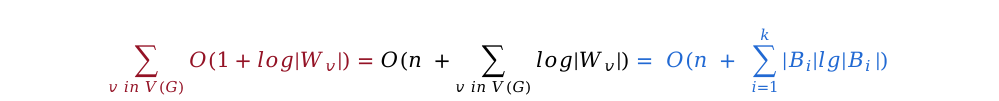 ∑_{v in V(G)} O(1 + log|W_v|) = O(n + ∑_{v in V(G)} log|W_v|) = O(n + ∑_{i=1}^{k} |B_i|lg|B_i|)